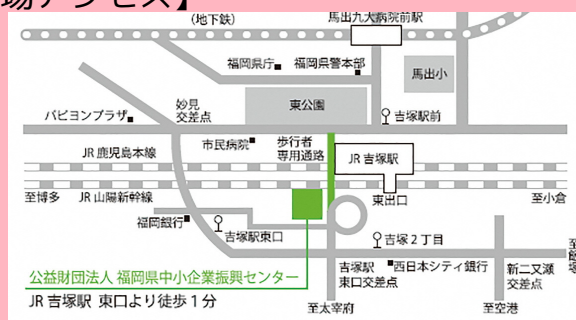 場アクセス】
(地下鉄)
馬出九大病院前駅
福岡県庁
福岡県警本部
馬出小
東公園
パピヨンプラザ
妙見
交差点
吉塚駅前
市民病院
歩行者
専用通路
JR 鹿児島本線
JR 吉塚駅
至博多
JR 山陽新幹線
東出口
至小倉
福岡銀行
吉塚駅東口
吉塚2丁目
公益財団法人 福岡県中小企業振興センター
吉塚駅
東口交差点
西日本シティ銀行
新二又瀬
交差点
JR 吉塚駅 東口より徒歩1分
至太宰府
至空港